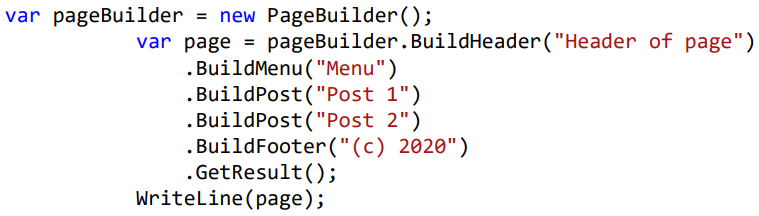 var pageBuilder = new PageBuilder();
var page = pageBuilder.BuildHeader("Header of page")
.BuildMenu("Menu")
.BuildPost("Post 1")
.BuildPost("Post 2")
.BuildFooter("(c) 2020")
.GetResult();
WriteLine(page);